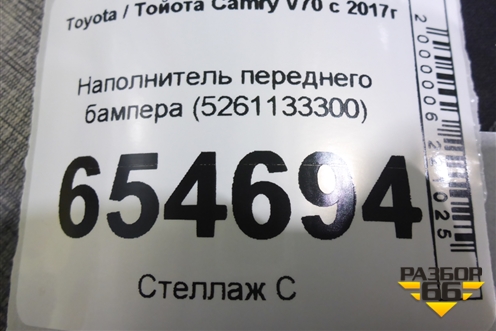 Toyota / Тойота Camry V70 с 2017г
Наполнитель переднего
бампера (5261133300)
654694
Стеллаж С
РАЗБОР
66